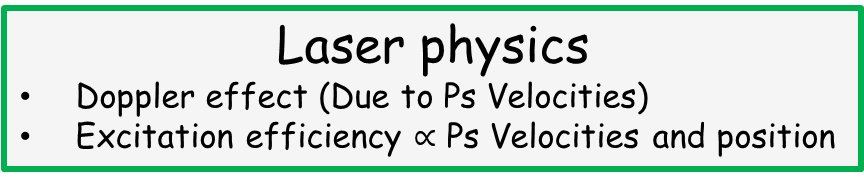 Laser physics
• Doppler effect (Due to Ps Velocities)
• Excitation efficiency ∝ Ps Velocities and position